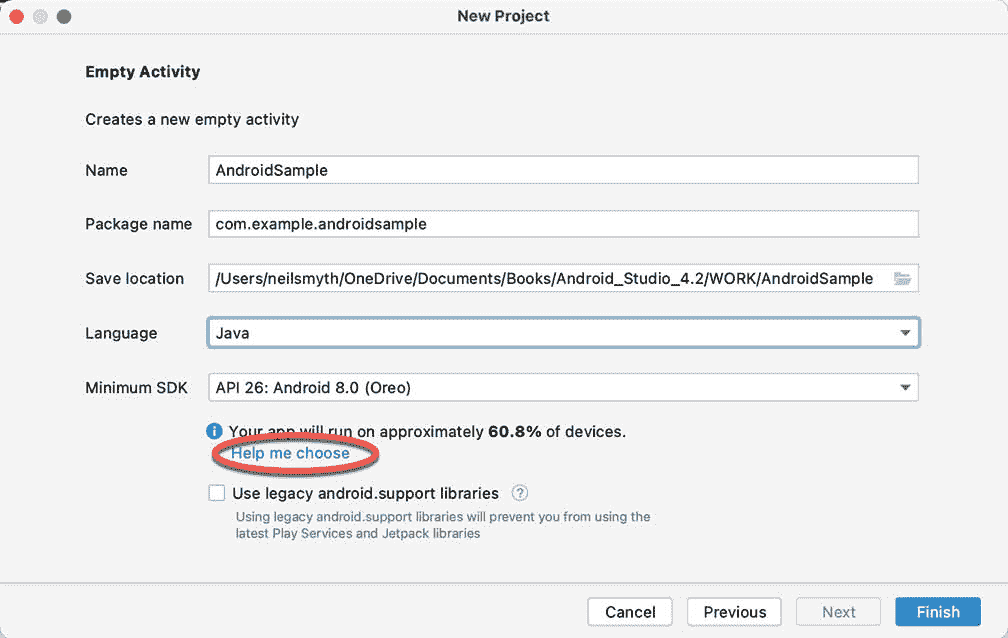 New Project
Empty Activity
Creates a new empty activity
Name AndroidSample
Package name com.example.androidsample
Save location /Users/neilsmyth/OneDrive/Documents/Books/Android_Studio_4.2/WORK/AndroidSample
Language Java
Minimum SDK API 26: Android 8.0 (Oreo)
i Your app will run on approximately 60.8% of devices.
Help me choose
Use legacy android.support libraries ?
Using legacy android.support libraries will prevent you from using the
latest Play Services and Jetpack libraries
Cancel Previous Next Finish